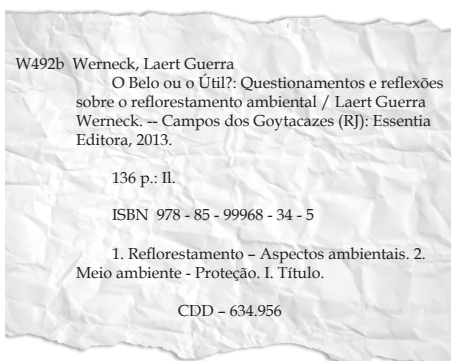 W492b Werneck, Laert Guerra
O Belo ou o Útil?: Questionamentos e reflexões
sobre o reflorestamento ambiental / Laert Guerra
Werneck. -- Campos dos Goytacazes (RJ): Essentia
Editora, 2013.
136 p.: Il.
ISBN 978 - 85 - 99968 - 34 - 5
1. Reflorestamento – Aspectos ambientais. 2.
Meio ambiente - Proteção. I. Título.
CDD – 634.956